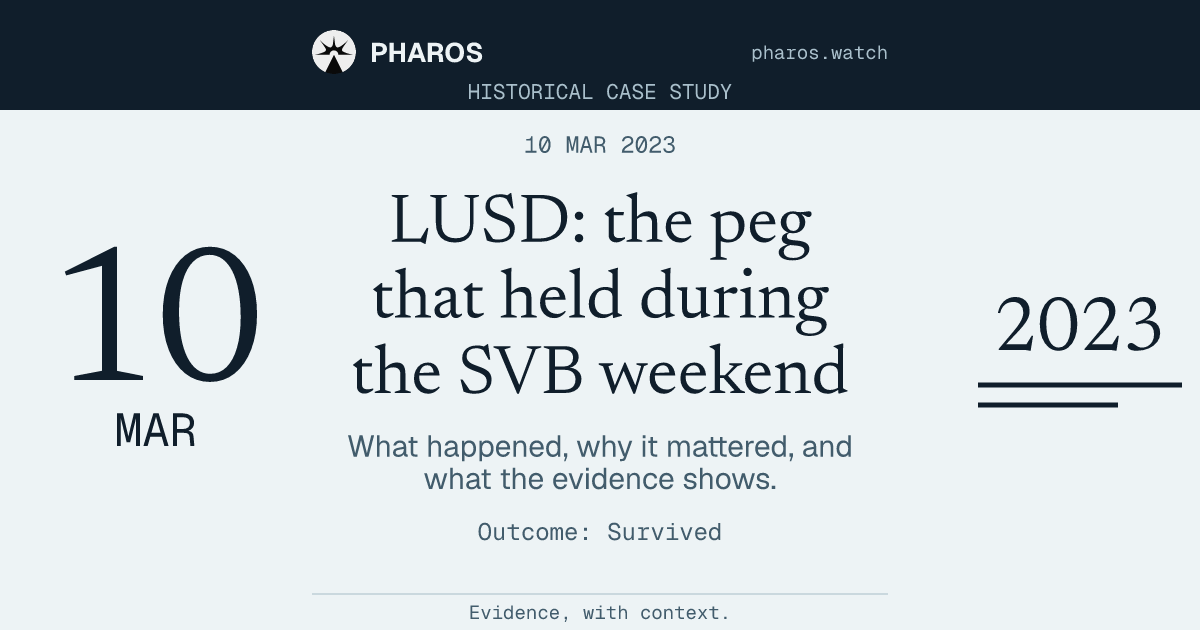 PHAROS
pharos.watch
HISTORICAL CASE STUDY
10 MAR 2023
LUSD: the peg
that held during
the SVB weekend
10
MAR
2023
What happened, why it mattered, and
what the evidence shows.
Outcome: Survived
Evidence, with context.